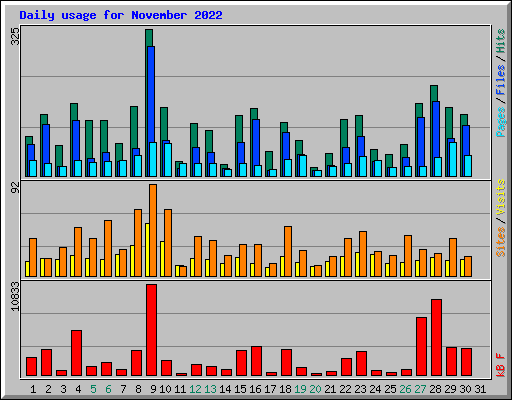 Daily usage for November 2022
325
Pages / Files / Hits
92
Sites / Visits
10833
kB F
1 2 3 4 5 6 7 8 9 10 11 12 13 14 15 16 17 18 19 20 21 22 23 24 25 26 27 28 29 30 31